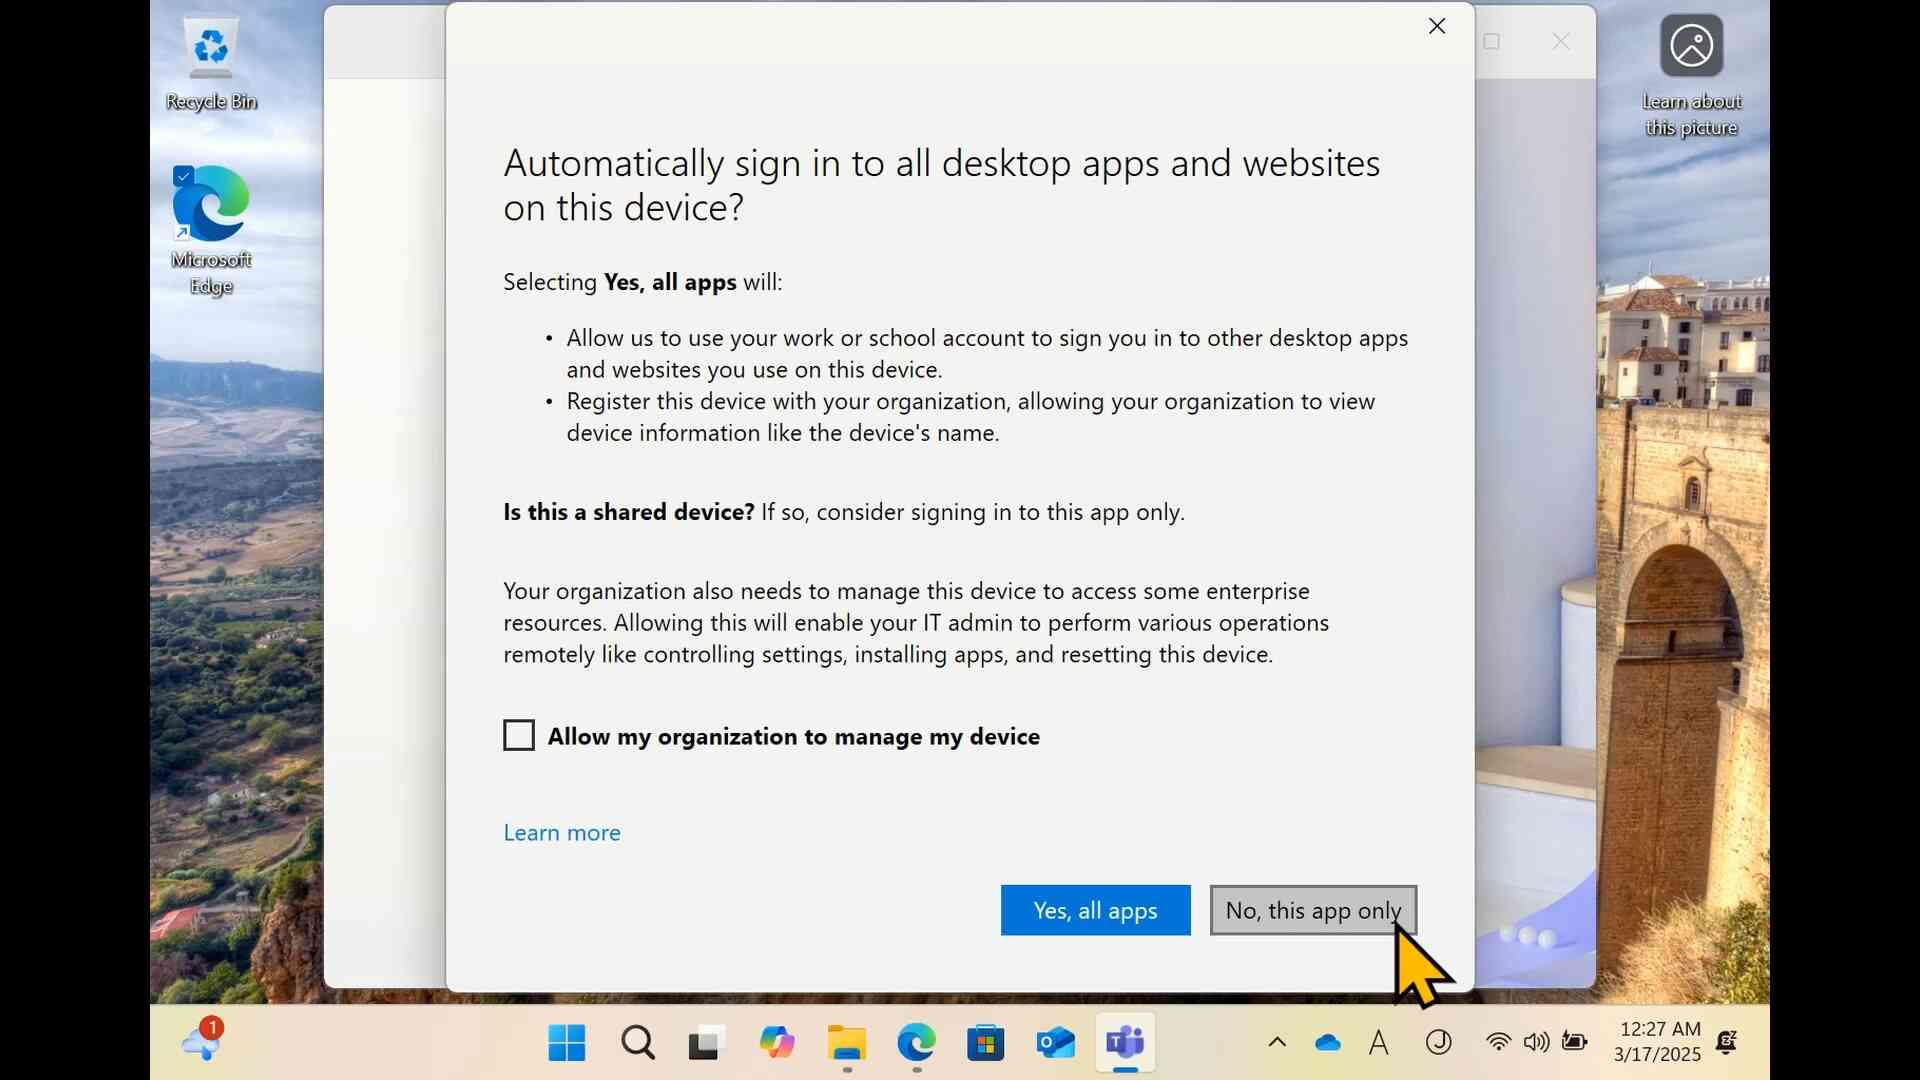 Recycle Bin
Microsoft
Edge
Learn about
this picture
Automatically sign in to all desktop apps and websites
on this device?
Selecting Yes, all apps will:
• Allow us to use your work or school account to sign you in to other desktop apps
and websites you use on this device.
• Register this device with your organization, allowing your organization to view
device information like the device's name.
Is this a shared device? If so, consider signing in to this app only.
Your organization also needs to manage this device to access some enterprise
resources. Allowing this will enable your IT admin to perform various operations
remotely like controlling settings, installing apps, and resetting this device.
Allow my organization to manage my device
Learn more
Yes, all apps
No, this app only
1
A
J
12:27 AM
3/17/2025